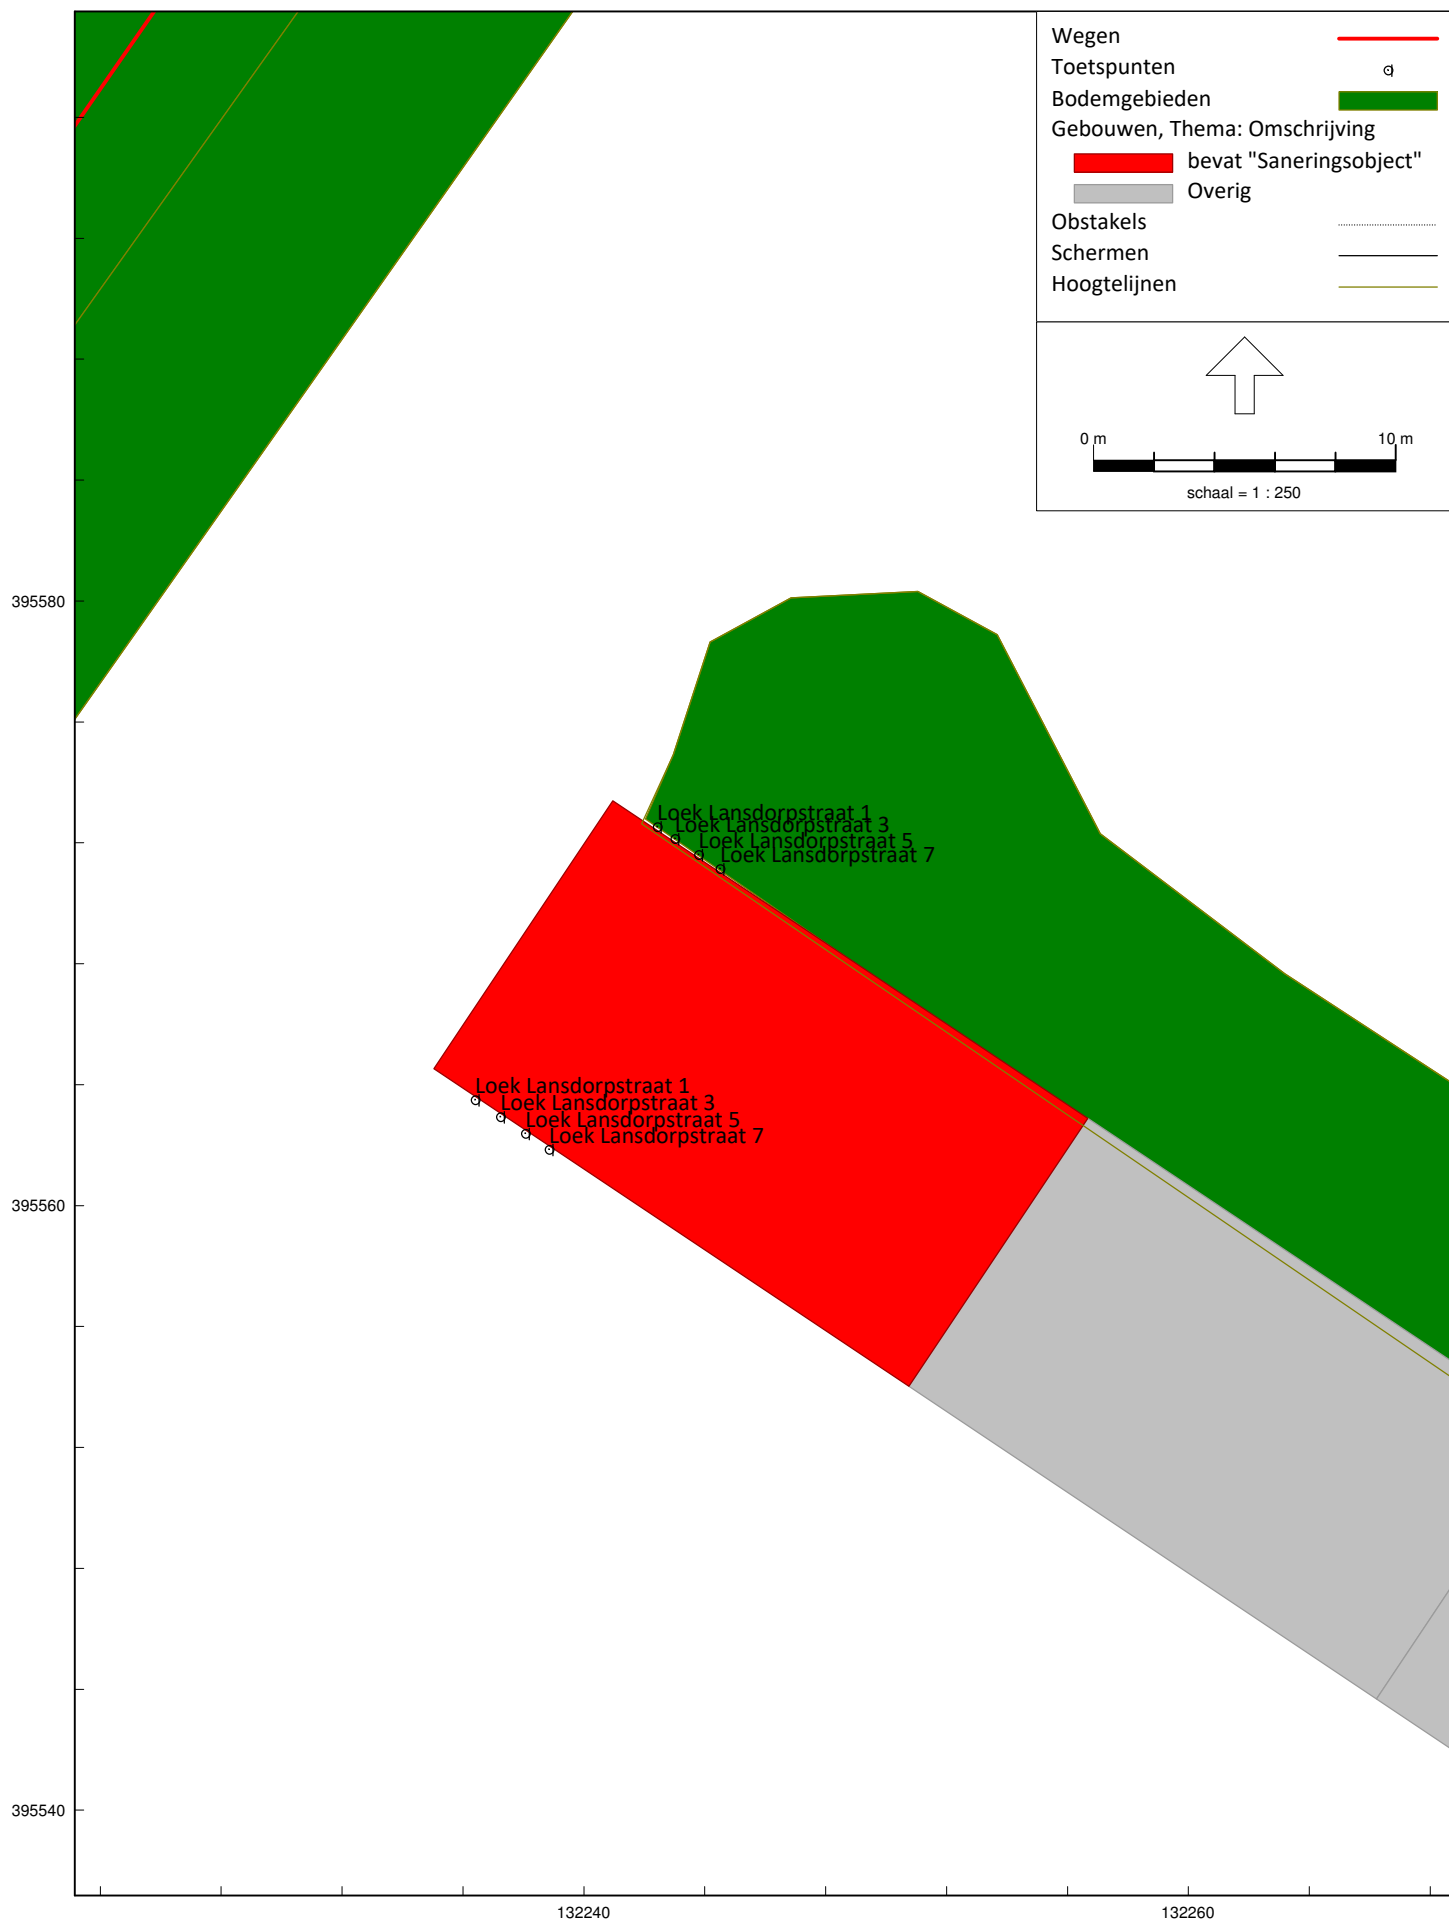 Wegen
Toetspunten
Bodemgebieden
Gebouwen, Thema: Omschrijving
bevat "Saneringsobject"
Overig
Obstakels
Schermen
Hoogtelijnen
0 m 10 m
schaal = 1 : 250
395580
Loek Lansdorpstraat 1
Loek Lansdorpstraat 3
Loek Lansdorpstraat 5
Loek Lansdorpstraat 7
Loek Lansdorpstraat 1
Loek Lansdorpstraat 3
Loek Lansdorpstraat 5
Loek Lansdorpstraat 7
395560
395540
132240 132260